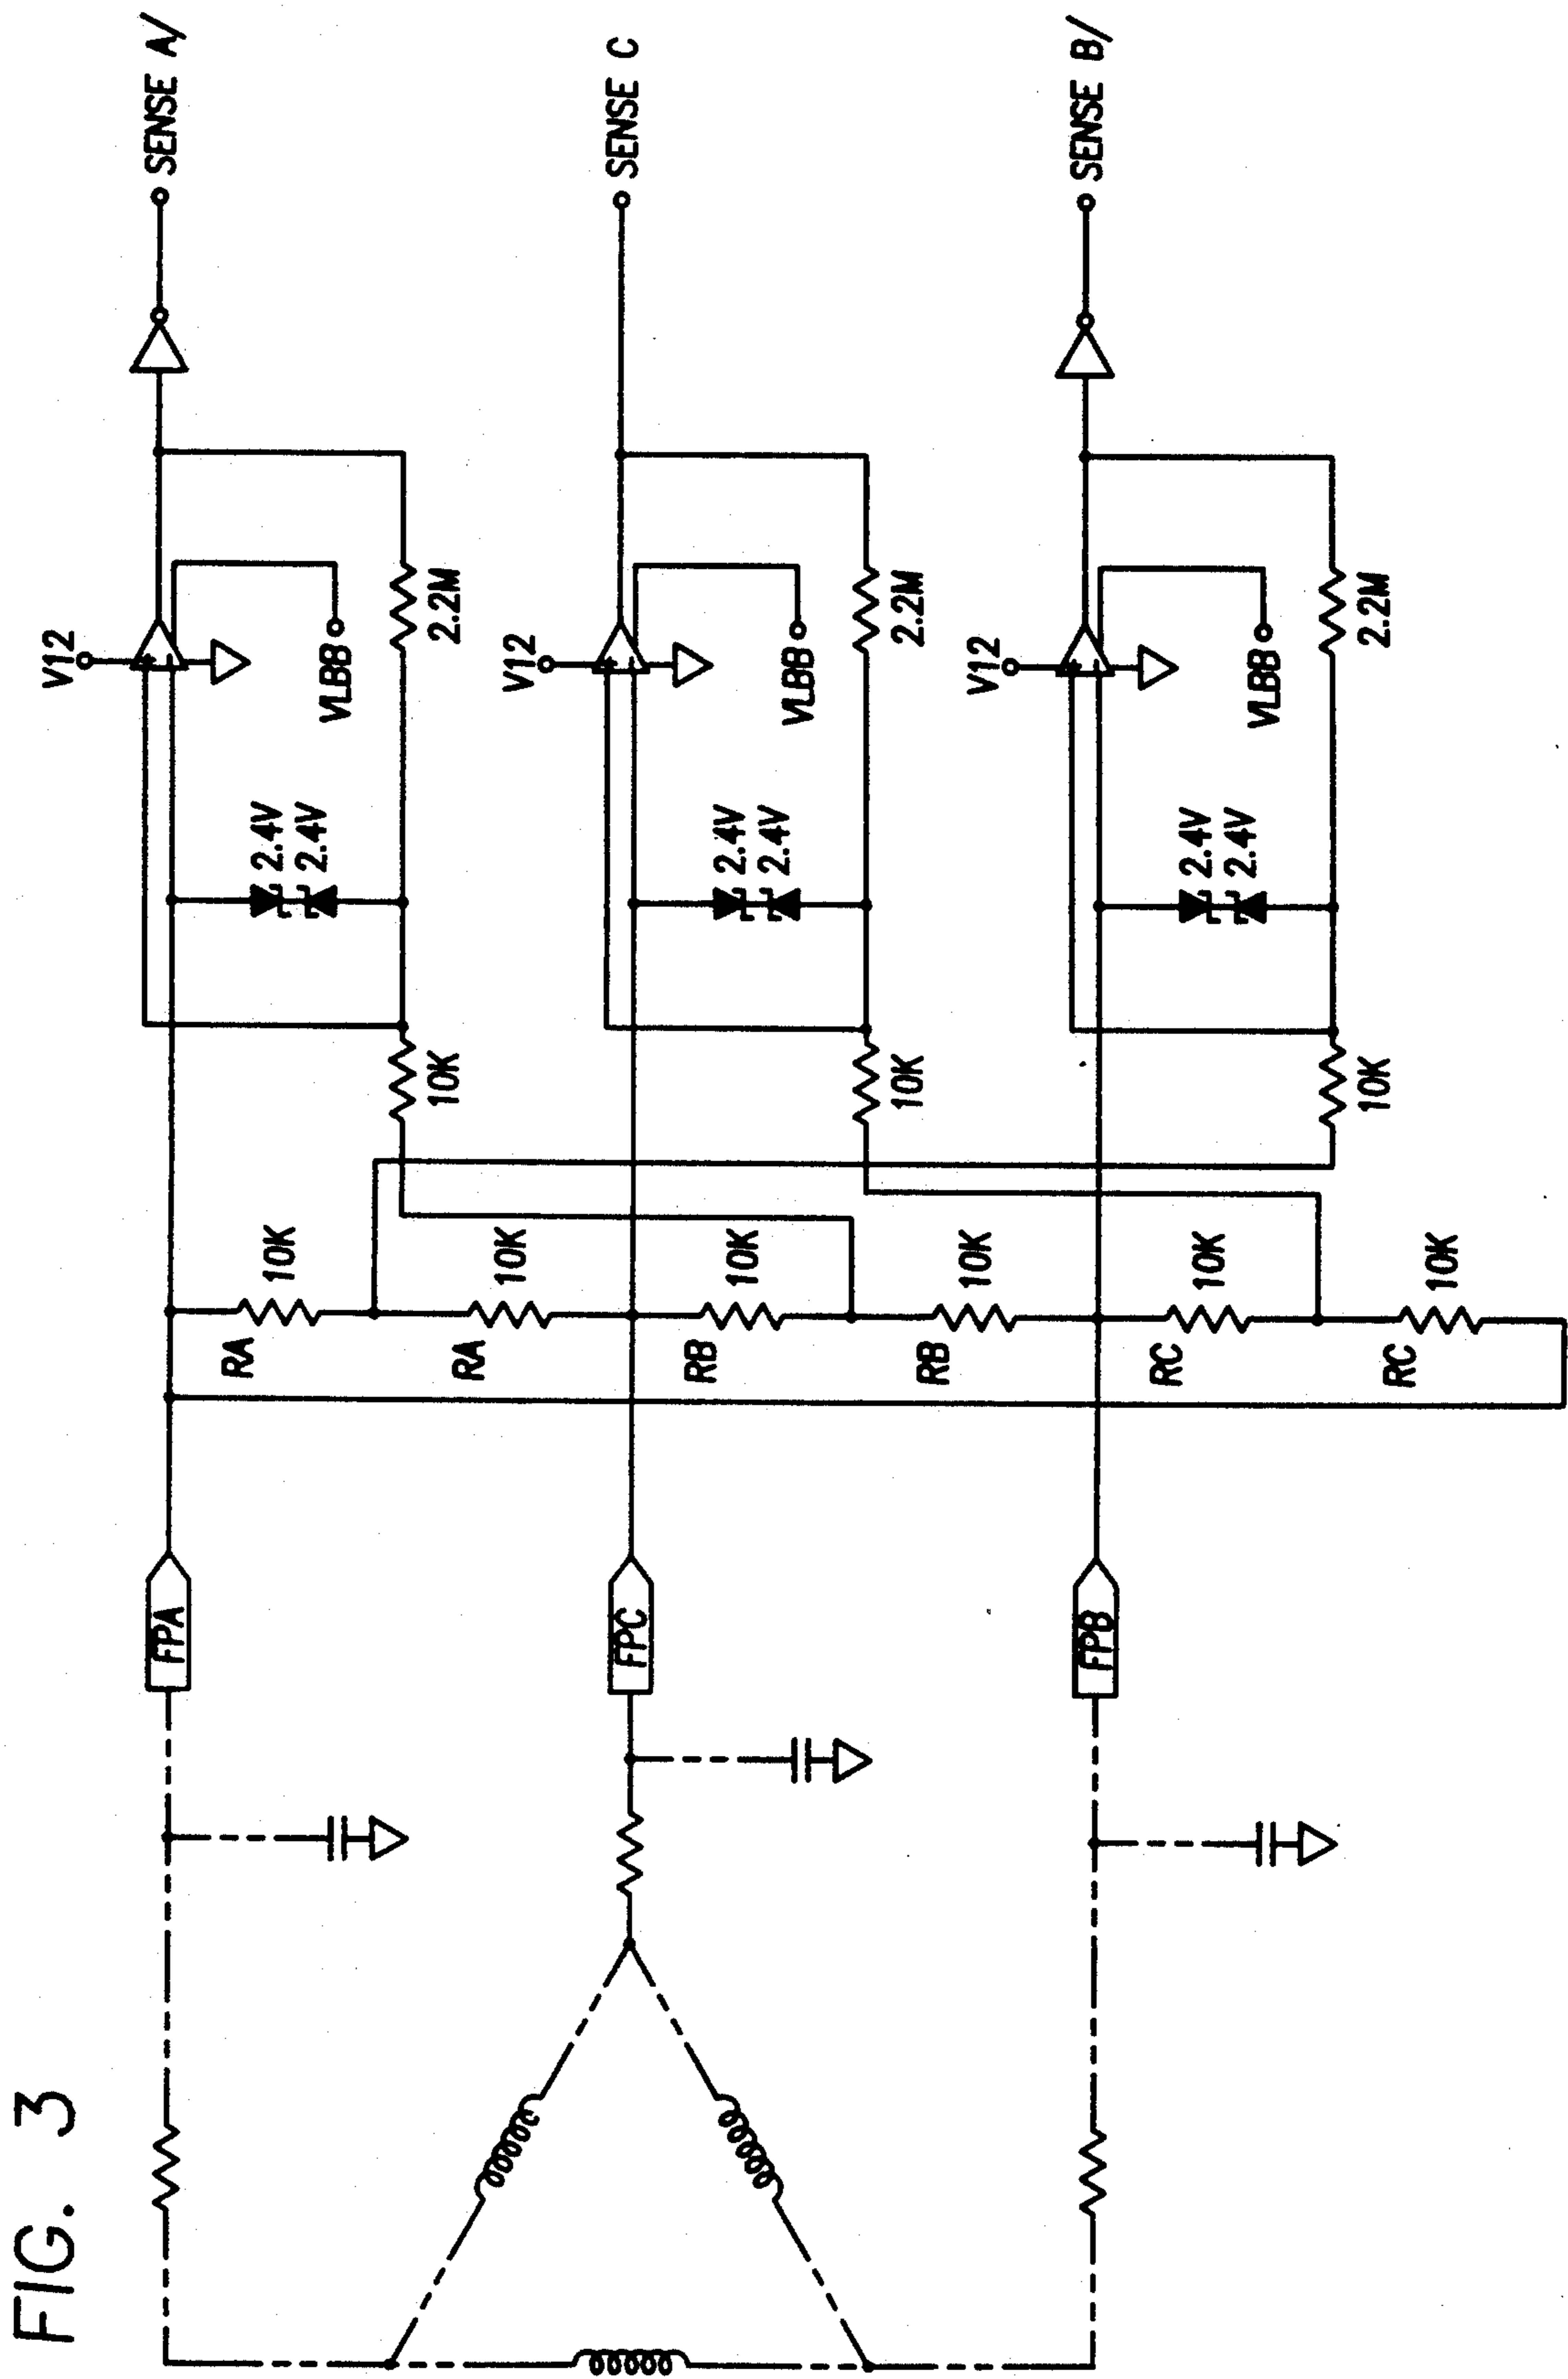 FIG. 3
FPA
FPC
FPB
RA
10K
RA
10K
RB
10K
RB
10K
RC
10K
RC
10K
10K
2.4V
2.4V
V12
VLBB
2.2M
SENSE A/
10K
2.4V
2.4V
V12
VLBB
2.2M
SENSE C
10K
2.4V
2.4V
V12
VLBB
2.2M
SENSE B/